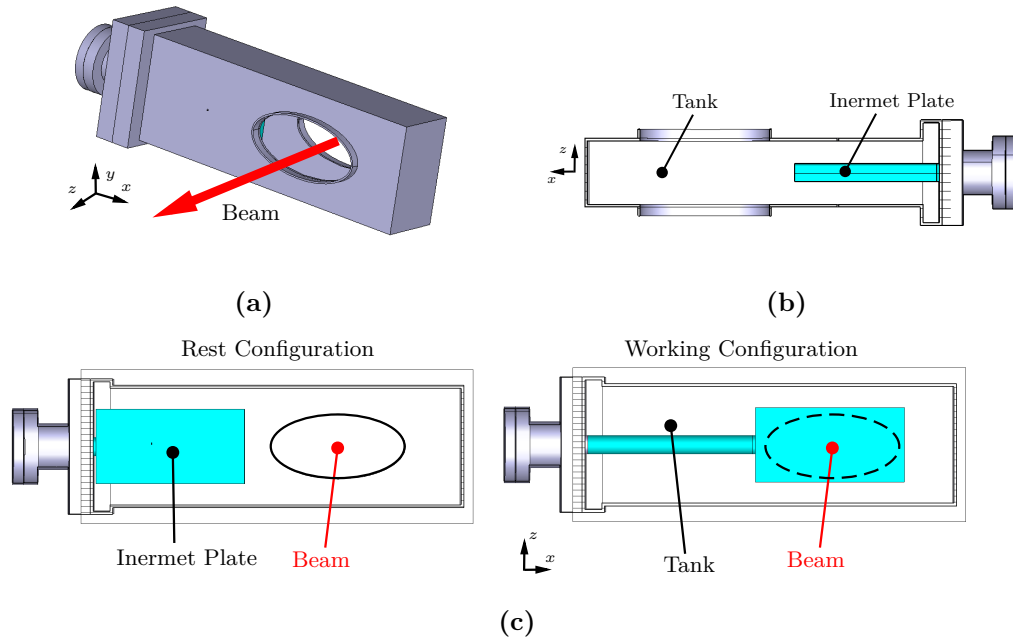 y
z
x
Beam
(a)
Tank
Inermet Plate
z
x
(b)
Rest Configuration
Working Configuration
Inermet Plate
Beam
z
x
Tank
Beam
(c)